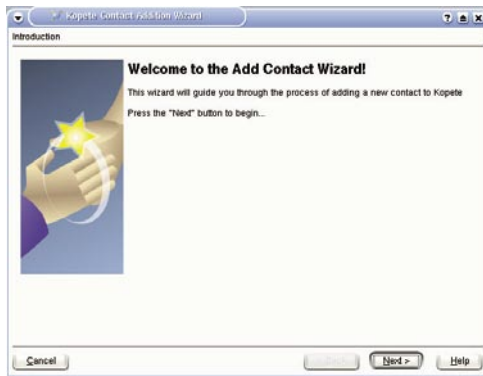 Kopete Contact Addition Wizard
Introduction
Welcome to the Add Contact Wizard!
This wizard will guide you through the process of adding a new contact to Kopete
Press the "Next" button to begin...
Cancel
Next >
Help